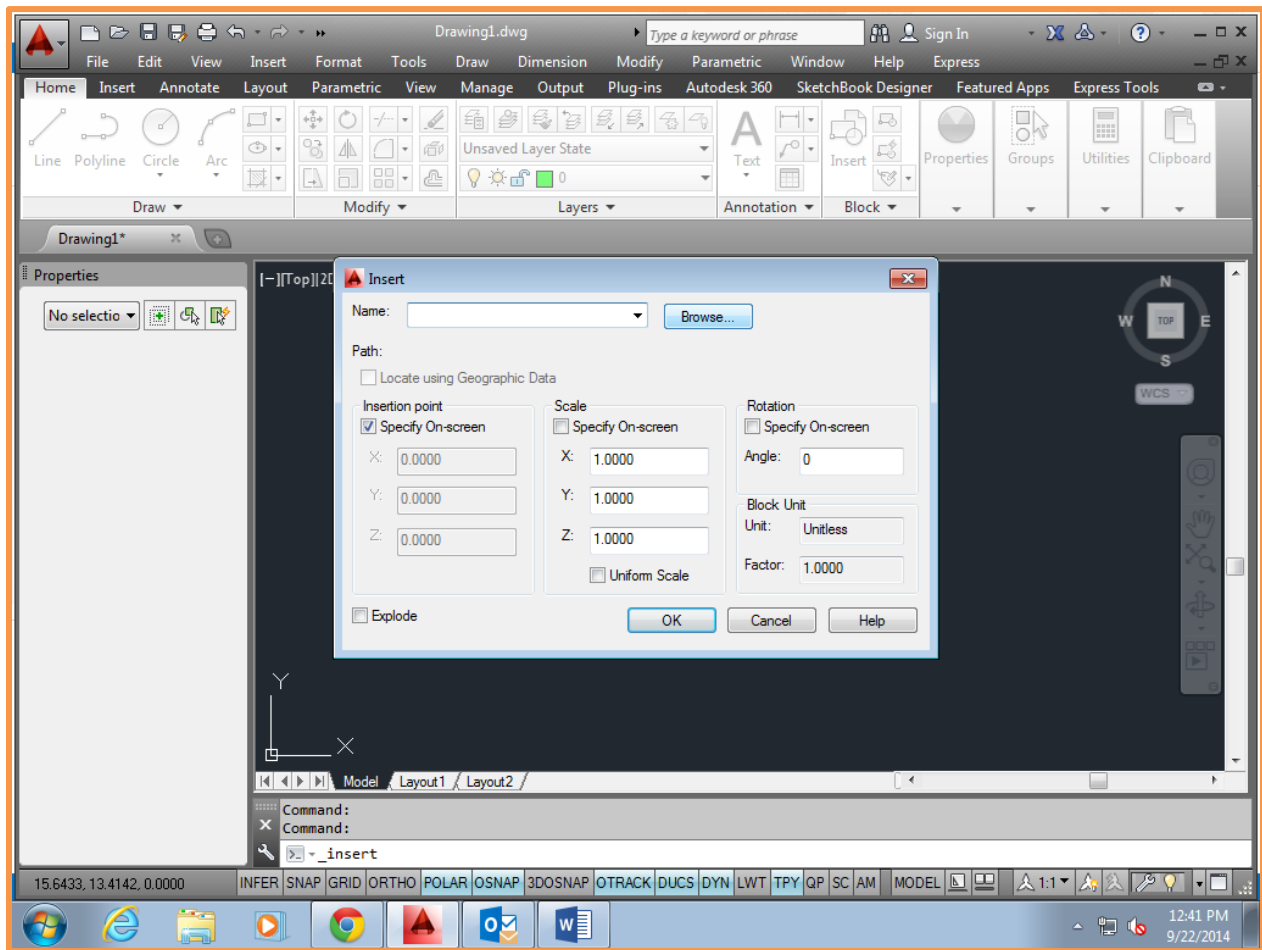 Drawing1.dwg Type a keyword or phrase Sign In
File Edit View Insert Format Tools Draw Dimension Modify Parametric Window Help Express
Home Insert Annotate Layout Parametric View Manage Output Plug-ins Autodesk 360 SketchBook Designer Featured Apps Express Tools
Unsaved Layer State
Line Polyline Circle Arc Text Insert Properties Groups Utilities Clipboard
0
Draw Modify Layers Annotation Block
Drawing1*
Properties
No selectio
[−][Top][2D
Insert
Name: Browse...
Path:
Locate using Geographic Data
Insertion point Scale Rotation
Specify On-screen Specify On-screen Specify On-screen
X: 0.0000 X: 1.0000 Angle: 0
Y: 0.0000 Y: 1.0000
Block Unit
Unit: Unitless
Z: 0.0000 Z: 1.0000
Factor: 1.0000
Uniform Scale
Explode OK Cancel Help
N
W TOP E
S
WCS
Y
X
Model Layout1 Layout2
Command:
Command:
_insert
15.6433, 13.4142, 0.0000 INFER SNAP GRID ORTHO POLAR OSNAP 3DOSNAP OTRACK DUCS DYN LWT TPY QP SC AM MODEL 1:1
12:41 PM
9/22/2014